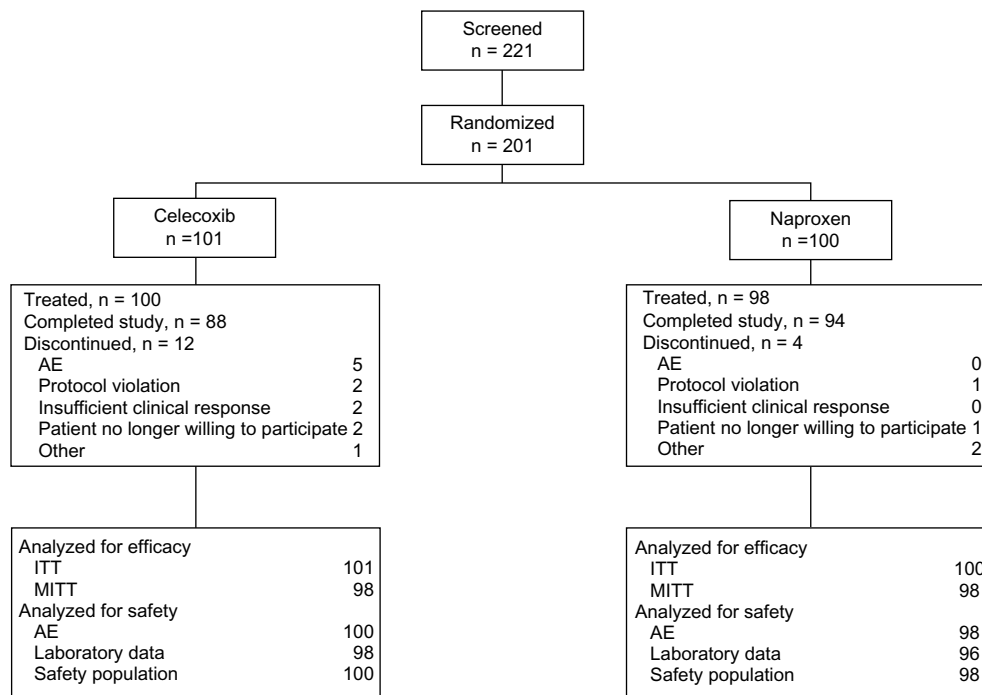 Screened
n = 221
Randomized
n = 201
Celecoxib
n =101
Treated, n = 100
Completed study, n = 88
Discontinued, n = 12
AE 5
Protocol violation 2
Insufficient clinical response 2
Patient no longer willing to participate 2
Other 1
Analyzed for efficacy
ITT 101
MITT 98
Analyzed for safety
AE 100
Laboratory data 98
Safety population 100
Naproxen
n =100
Treated, n = 98
Completed study, n = 94
Discontinued, n = 4
AE 0
Protocol violation 1
Insufficient clinical response 0
Patient no longer willing to participate 1
Other 2
Analyzed for efficacy
ITT 100
MITT 98
Analyzed for safety
AE 98
Laboratory data 96
Safety population 98